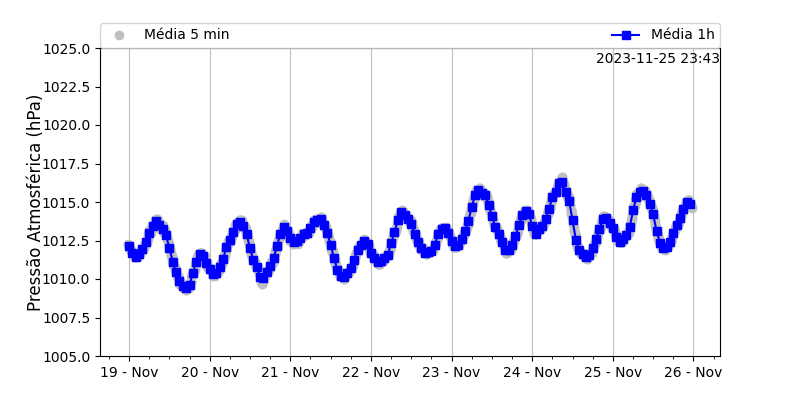 Média 5 min
Média 1h
2023-11-25 23:43
Pressão Atmosférica (hPa)
1025.0
1022.5
1020.0
1017.5
1015.0
1012.5
1010.0
1007.5
1005.0
19 - Nov
20 - Nov
21 - Nov
22 - Nov
23 - Nov
24 - Nov
25 - Nov
26 - Nov